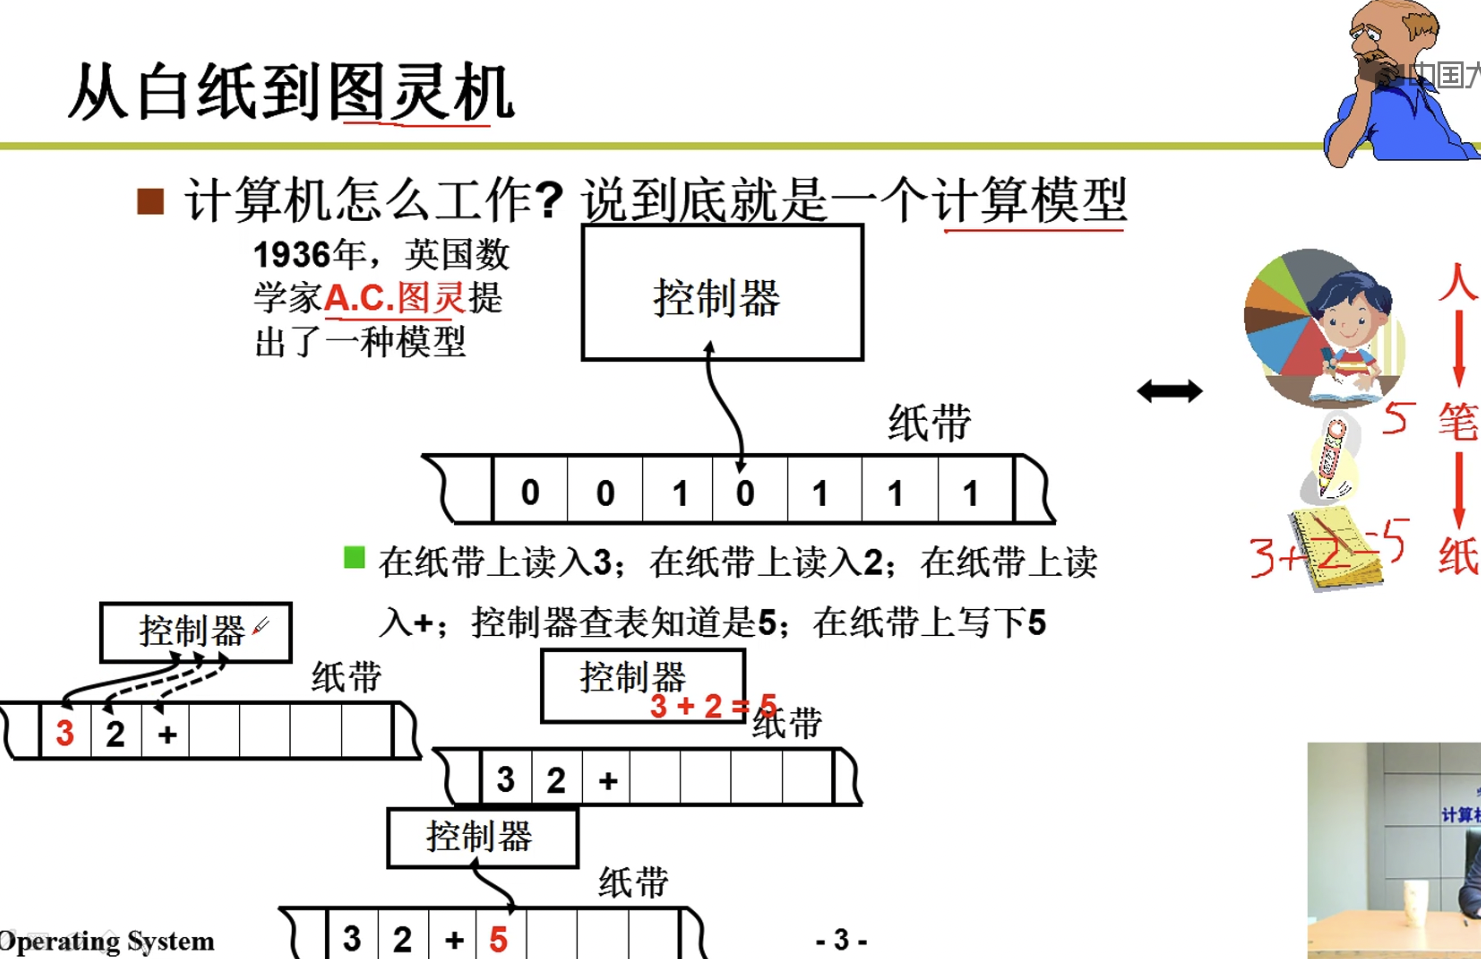 中国大
从白纸到图灵机
计算机怎么工作? 说到底就是一个计算模型
1936年，英国数
学家A.C.图灵提
出了一种模型
控制器
纸带
0 0 1 0 1 1 1
人
5 笔
3+2=5 纸
在纸带上读入3；在纸带上读入2；在纸带上读
入+；控制器查表知道是5；在纸带上写下5
控制器
纸带
3 2 +
控制器
3 + 2 = 5
纸带
3 2 +
控制器
纸带
3 2 + 5
Operating System
- 3 -
计算机